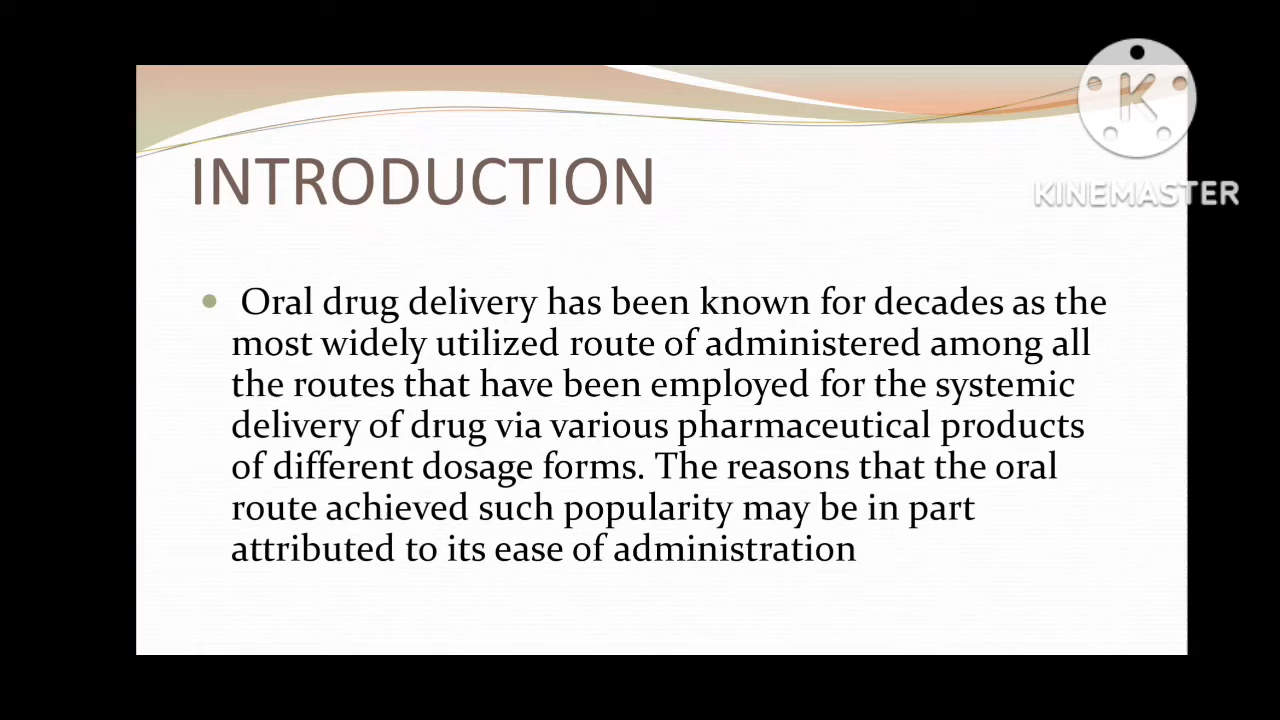 K
KINEMASTER
INTRODUCTION
Oral drug delivery has been known for decades as the
most widely utilized route of administered among all
the routes that have been employed for the systemic
delivery of drug via various pharmaceutical products
of different dosage forms. The reasons that the oral
route achieved such popularity may be in part
attributed to its ease of administration